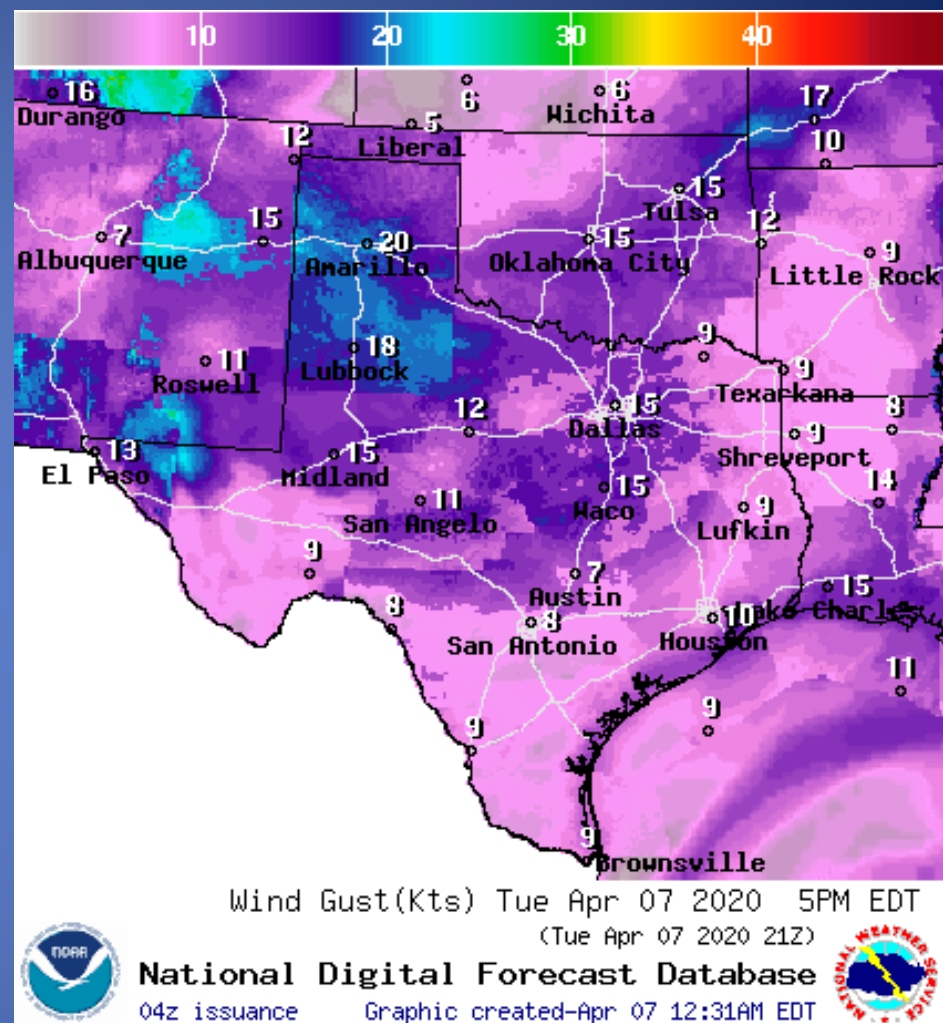 10 20 30 40
16
Durango
6
6
Wichita
5
Liberal
17
10
12
15
Tulsa
7
Albuquerque
15
20
Amarillo
15
Oklahoma City
12
9
Little Rock
11
Roswell
18
Lubbock
9
9
Texarkana
15
Dallas
12
9
Shreveport
8
13
El Paso
15
Midland
11
San Angelo
15
Waco
9
Lufkin
14
9
7
Austin
15
Lake Charles
8
8
San Antonio
10
Houston
11
9
9
9
Brownsville
Wind Gust(Kts) Tue Apr 07 2020 5PM EDT
(Tue Apr 07 2020 21Z)
NOAA
National Digital Forecast Database
NATIONAL WEATHER SERVICE
04z issuance Graphic created-Apr 07 12:31AM EDT